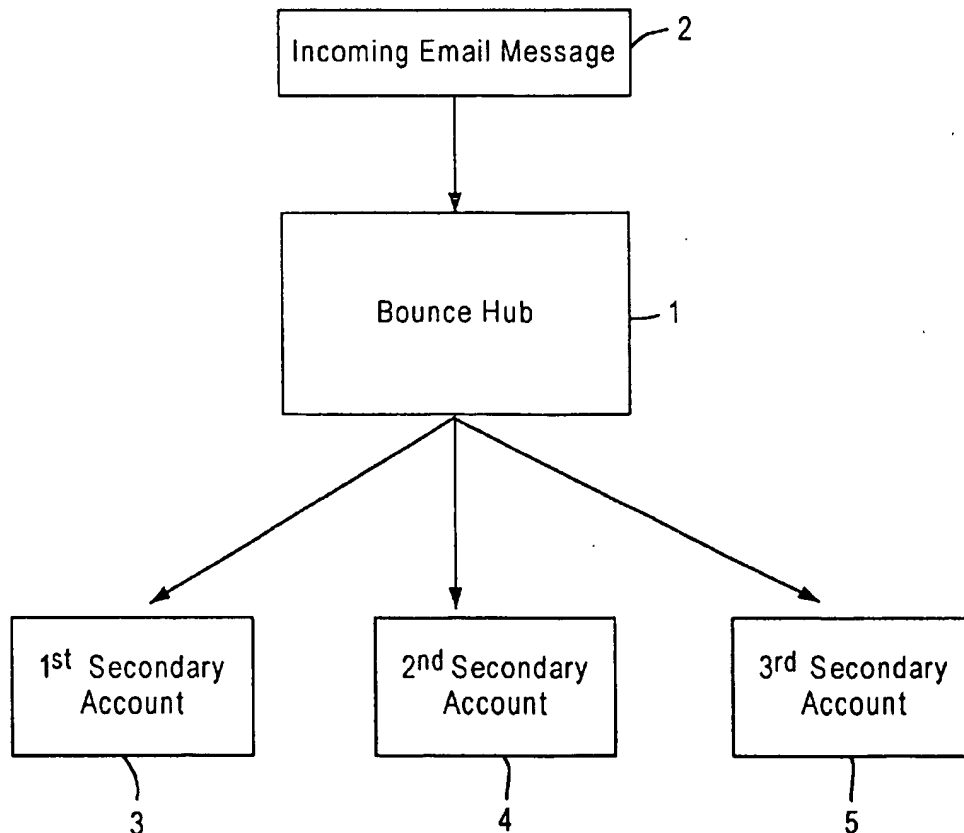 Incoming Email Message
2
Bounce Hub
1
1st Secondary
Account
2nd Secondary
Account
3rd Secondary
Account
3
4
5